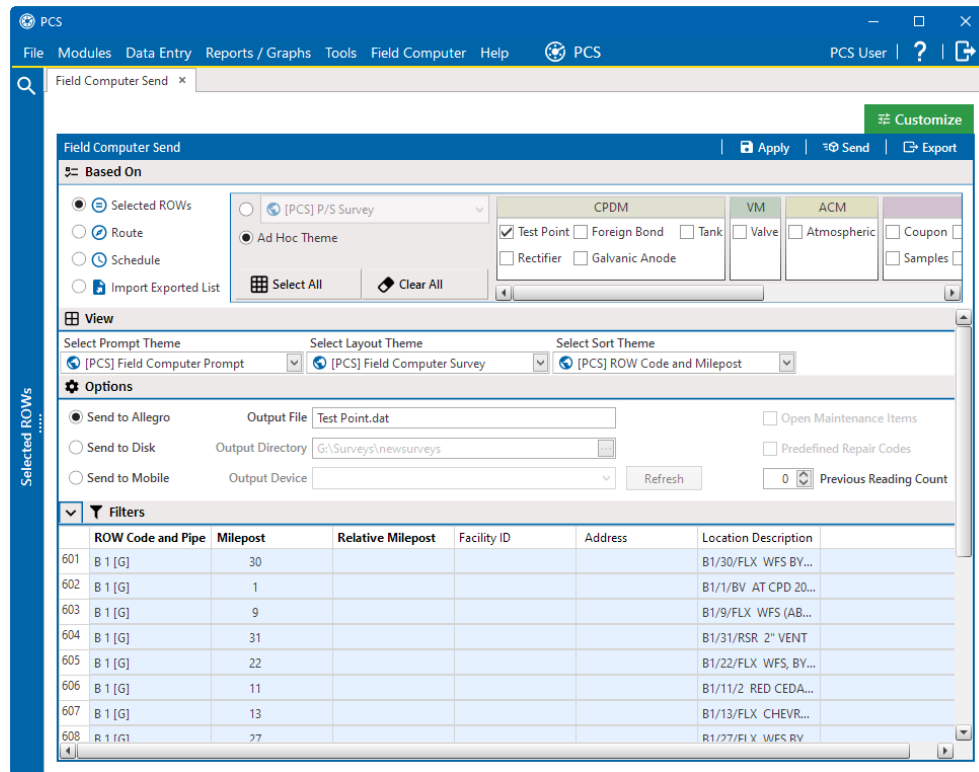 PCS
File Modules Data Entry Reports / Graphs Tools Field Computer Help PCS PCS User ?
Field Computer Send ×
Customize
Field Computer Send Apply Send Export
Based On
Selected ROWs [PCS] P/S Survey CPDM VM ACM
Route Ad Hoc Theme Test Point Foreign Bond Tank Valve Atmospheric Coupon
Schedule Rectifier Galvanic Anode Samples
Import Exported List Select All Clear All
View
Select Prompt Theme Select Layout Theme Select Sort Theme
[PCS] Field Computer Prompt [PCS] Field Computer Survey [PCS] ROW Code and Milepost
Options
Send to Allegro Output File Test Point.dat Open Maintenance Items
Send to Disk Output Directory G:\Surveys\newsurveys ... Predefined Repair Codes
Send to Mobile Output Device Refresh 0 Previous Reading Count
Selected ROWs
Filters
ROW Code and Pipe Milepost Relative Milepost Facility ID Address Location Description
601 B 1 [G] 30 B1/30/FLX WFS BY...
602 B 1 [G] 1 B1/1/BV AT CPD 20...
603 B 1 [G] 9 B1/9/FLX WFS (AB...
604 B 1 [G] 31 B1/31/RSR 2" VENT
605 B 1 [G] 22 B1/22/FLX WFS, BY...
606 B 1 [G] 11 B1/11/2 RED CEDA...
607 B 1 [G] 13 B1/13/FLX CHEVR...
608 B 1 [G] 27 B1/27/FLX WFS BY